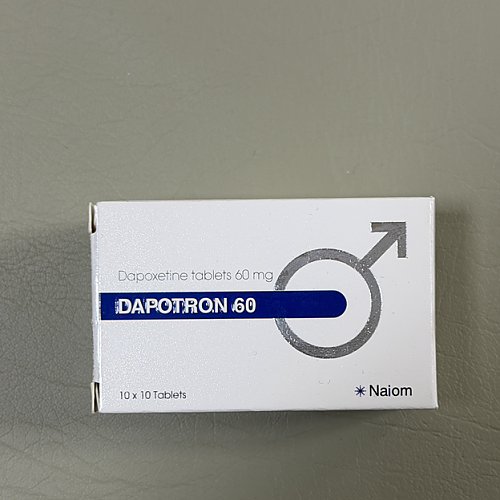 Dapoxetine tablets 60 mg
DAPOTRON 60
10 x 10 Tablets
Naiom